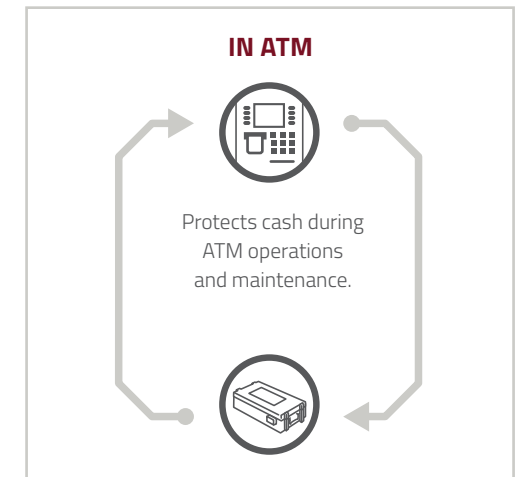 IN ATM
Protects cash during
ATM operations
and maintenance.